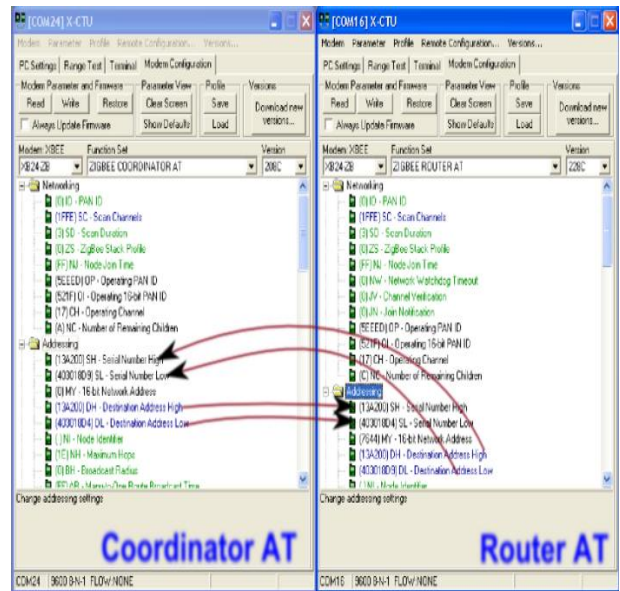 [COM24] X-CTU
Modem Parameter Profile Remote Configuration... Versions...
PC Settings Range Test Terminal Modem Configuration
Modem Parameter and Firmware Parameter View Profile Versions
Read Write Restore Clear Screen Save Download new versions...
Always Update Firmware Show Defaults Load
Modem: XBEE Function Set Version
XB24-ZB ZIGBEE COORDINATOR AT 208C
Networking
(0) ID - PAN ID
(1FFE) SC - Scan Channels
(3) SD - Scan Duration
(0) ZS - ZigBee Stack Profile
(FF) NJ - Node Join Time
(5EEED) OP - Operating PAN ID
(521F) OI - Operating 16-bit PAN ID
(17) CH - Operating Channel
(A) NC - Number of Remaining Children
Addressing
(13A200) SH - Serial Number High
(403018D9) SL - Serial Number Low
(0) MY - 16-bit Network Address
(13A200) DH - Destination Address High
(403018D4) DL - Destination Address Low
( ) NI - Node Identifier
(1E) NH - Maximum Hops
(0) BH - Broadcast Radius
(FF) AR - Many-to-One Route Broadcast Time
Change addressing settings
Coordinator AT
COM24 9600 8-N-1 FLOW:NONE
[COM16] X-CTU
Modem Parameter Profile Remote Configuration... Versions...
PC Settings Range Test Terminal Modem Configuration
Modem Parameter and Firmware Parameter View Profile Versions
Read Write Restore Clear Screen Save Download new versions...
Always Update Firmware Show Defaults Load
Modem: XBEE Function Set Version
XB24-ZB ZIGBEE ROUTER AT 228C
Networking
(0) ID - PAN ID
(1FFE) SC - Scan Channels
(3) SD - Scan Duration
(0) ZS - ZigBee Stack Profile
(FF) NJ - Node Join Time
(0) NW - Network Watchdog Timeout
(0) JV - Channel Verification
(0) JN - Join Notification
(5EEED) OP - Operating PAN ID
(521F) OI - Operating 16-bit PAN ID
(17) CH - Operating Channel
(C) NC - Number of Remaining Children
Addressing
(13A200) SH - Serial Number High
(403018D4) SL - Serial Number Low
(7644) MY - 16-bit Network Address
(13A200) DH - Destination Address High
(403018D9) DL - Destination Address Low
( ) NI - Node Identifier
Change addressing settings
Router AT
COM16 9600 8-N-1 FLOW:NONE